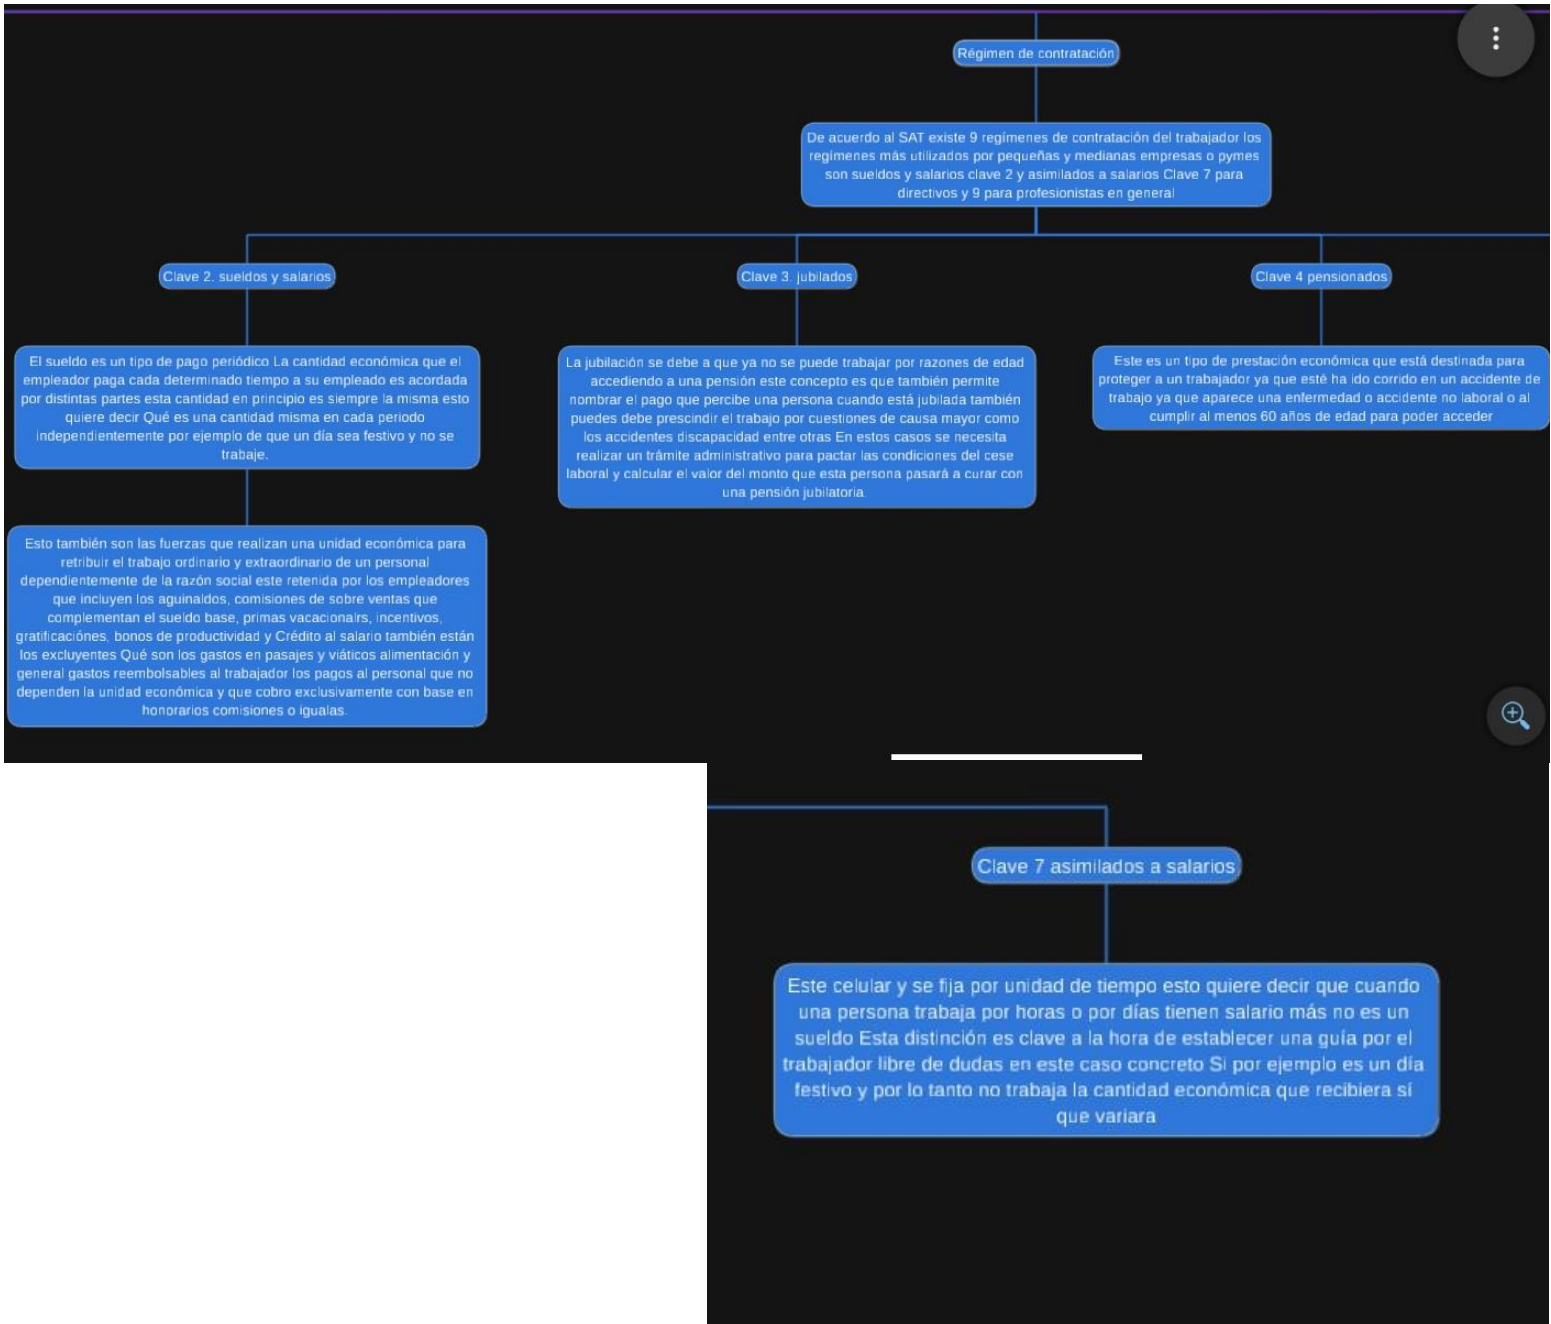 Régimen de contratación
De acuerdo al SAT existe 9 regímenes de contratación del trabajador los
regímenes más utilizados por pequeñas y medianas empresas o pymes
son sueldos y salarios clave 2 y asimilados a salarios Clave 7 para
directivos y 9 para profesionistas en general
Clave 2. sueldos y salarios
El sueldo es un tipo de pago periódico La cantidad económica que el
empleador paga cada determinado tiempo a su empleado es acordada
por distintas partes esta cantidad en principio es siempre la misma esto
quiere decir Qué es una cantidad misma en cada periodo
independientemente por ejemplo de que un día sea festivo y no se
trabaje.
Esto también son las fuerzas que realizan una unidad económica para
retribuir el trabajo ordinario y extraordinario de un personal
dependientemente de la razón social este retenida por los empleadores
que incluyen los aguinaldos, comisiones de sobre ventas que
complementan el sueldo base, primas vacacionalrs, incentivos,
gratificaciónes, bonos de productividad y Crédito al salario también están
los excluyentes Qué son los gastos en pasajes y viáticos alimentación y
general gastos reembolsables al trabajador los pagos al personal que no
dependen la unidad económica y que cobro exclusivamente con base en
honorarios comisiones o igualas.
Clave 3. jubilados
La jubilación se debe a que ya no se puede trabajar por razones de edad
accediendo a una pensión este concepto es que también permite
nombrar el pago que percibe una persona cuando está jubilada también
puedes debe prescindir el trabajo por cuestiones de causa mayor como
los accidentes discapacidad entre otras En estos casos se necesita
realizar un trámite administrativo para pactar las condiciones del cese
laboral y calcular el valor del monto que esta persona pasará a curar con
una pensión jubilatoria.
Clave 4 pensionados
Este es un tipo de prestación económica que está destinada para
proteger a un trabajador ya que esté ha ido corrido en un accidente de
trabajo ya que aparece una enfermedad o accidente no laboral o al
cumplir al menos 60 años de edad para poder acceder
Clave 7 asimilados a salarios
Este celular y se fija por unidad de tiempo esto quiere decir que cuando
una persona trabaja por horas o por días tienen salario más no es un
sueldo Esta distinción es clave a la hora de establecer una guía por el
trabajador libre de dudas en este caso concreto Si por ejemplo es un día
festivo y por lo tanto no trabaja la cantidad económica que recibiera sí
que variara